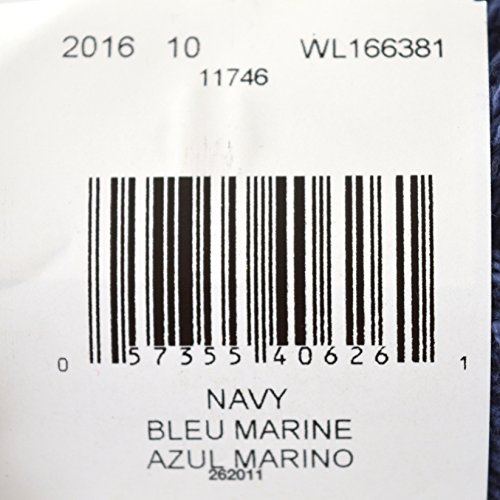 2016 10 WL166381
11746
0 57355 40626 1
NAVY
BLEU MARINE
AZUL MARINO
262011